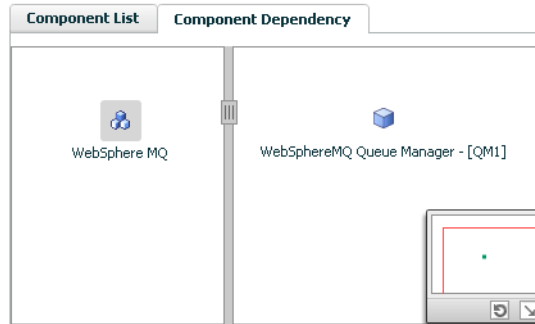 Component List
Component Dependency
WebSphere MQ
WebSphereMQ Queue Manager - [QM1]